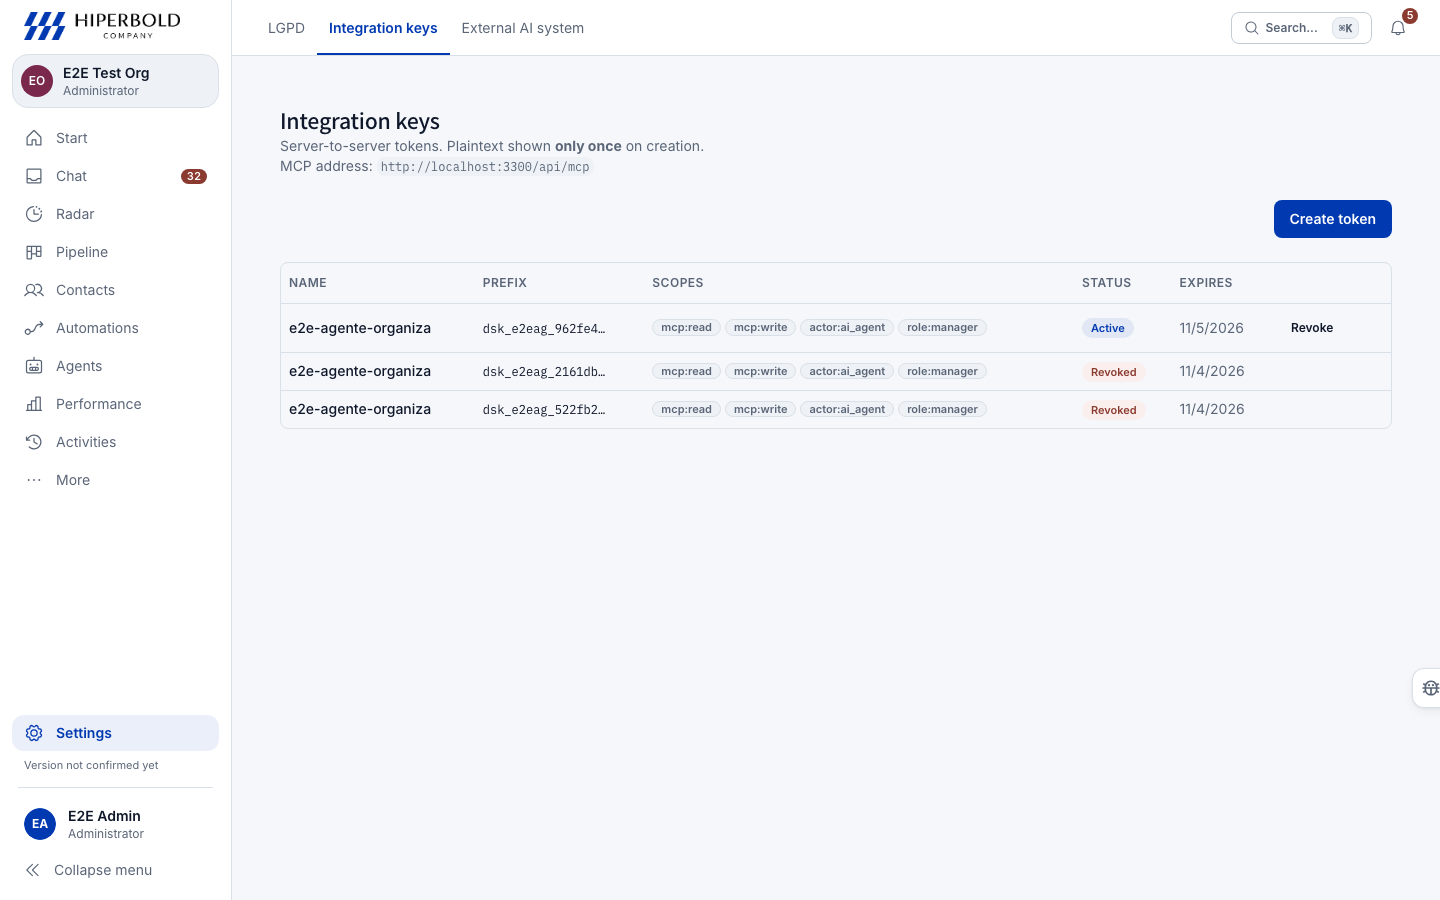 HIPERBOLD
COMPANY
EO
E2E Test Org
Administrator
Start
Chat 32
Radar
Pipeline
Contacts
Automations
Agents
Performance
Activities
More
Settings
Version not confirmed yet
EA
E2E Admin
Administrator
Collapse menu
LGPD Integration keys External AI system
Search... ⌘K
5
Integration keys
Server-to-server tokens. Plaintext shown only once on creation.
MCP address: http://localhost:3300/api/mcp
Create token
NAME PREFIX SCOPES STATUS EXPIRES
e2e-agente-organiza dsk_e2eag_962fe4… mcp:read mcp:write actor:ai_agent role:manager Active 11/5/2026 Revoke
e2e-agente-organiza dsk_e2eag_2161db… mcp:read mcp:write actor:ai_agent role:manager Revoked 11/4/2026
e2e-agente-organiza dsk_e2eag_522fb2… mcp:read mcp:write actor:ai_agent role:manager Revoked 11/4/2026